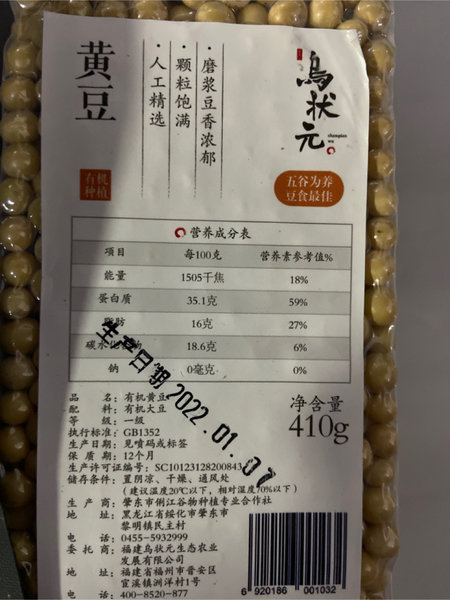 黄豆
有机
种植
磨浆豆香浓郁
颗粒饱满
人工精选
乌状元
champion
wu
五谷为养
豆食最佳
营养成分表
项目 每100克 营养素参考值%
能量 1505千焦 18%
蛋白质 35.1克 59%
脂肪 16克 27%
碳水化合物 18.6克 6%
钠 0毫克 0%
生产日期 2022.01.07
品 名：有机黄豆
配 料：有机大豆
等 级：一级
执行标准：GB1352
生产日期：见喷码或标签
保 质 期：12个月
生产许可证编号：SC10123128200843
储存条件：置阴凉、干燥、通风处
（建议温度20℃以下，相对湿度70%以下）
生 产 商：肇东市俐江谷物种植专业合作社
地 址：黑龙江省绥化市肇东市
黎明镇民主村
电 话：0455-5932999
委 托 商：福建乌状元生态农业
发展有限公司
地 址：福建省福州市晋安区
宦溪镇湖洋村1号
电 话：400-8520-877
净含量
410g
6 920186 001032